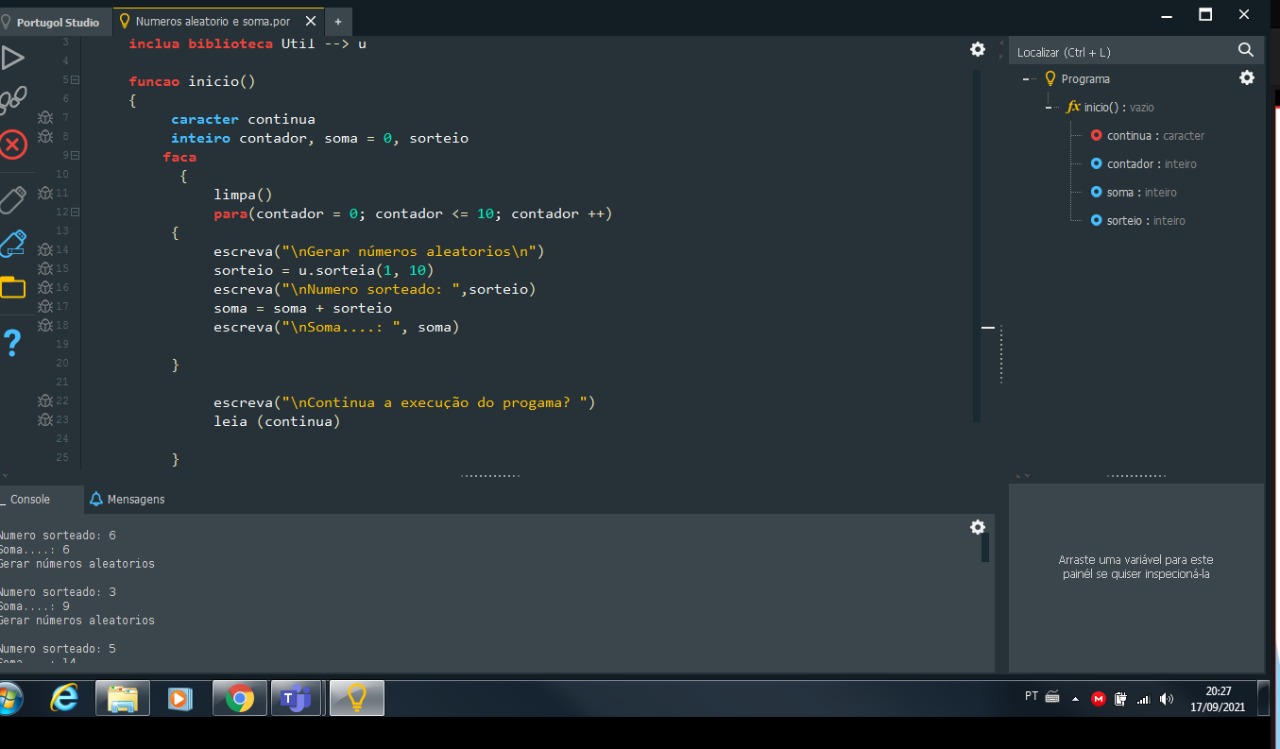 Portugol Studio
Numeros aleatorio e soma.por
+
3 inclua biblioteca Util --> u
4
5 funcao inicio()
6 {
7 caracter continua
8 inteiro contador, soma = 0, sorteio
9 faca
10 {
11 limpa()
12 para(contador = 0; contador <= 10; contador ++)
13 {
14 escreva("\nGerar números aleatorios\n")
15 sorteio = u.sorteia(1, 10)
16 escreva("\nNumero sorteado: ",sorteio)
17 soma = soma + sorteio
18 escreva("\nSoma....: ", soma)
19
20 }
21
22 escreva("\nContinua a execução do progama? ")
23 leia (continua)
24
25 }
Localizar (Ctrl + L)
Programa
fx inicio() : vazio
continua : caracter
contador : inteiro
soma : inteiro
sorteio : inteiro
Console
Mensagens
Numero sorteado: 6
Soma....: 6
Gerar números aleatorios
Numero sorteado: 3
Soma....: 9
Gerar números aleatorios
Numero sorteado: 5
Soma....: 14
Arraste uma variável para este
painél se quiser inspecioná-la
PT
20:27
17/09/2021